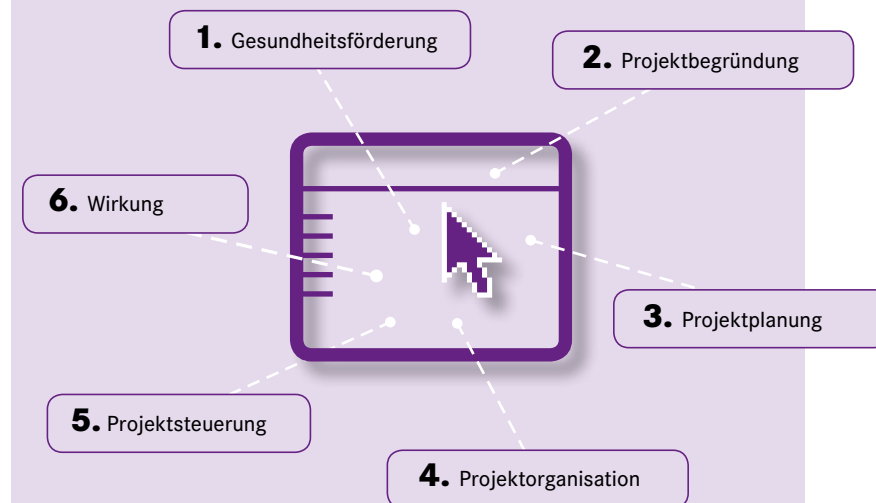 1. Gesundheitsförderung
2. Projektbegründung
3. Projektplanung
4. Projektorganisation
5. Projektsteuerung
6. Wirkung